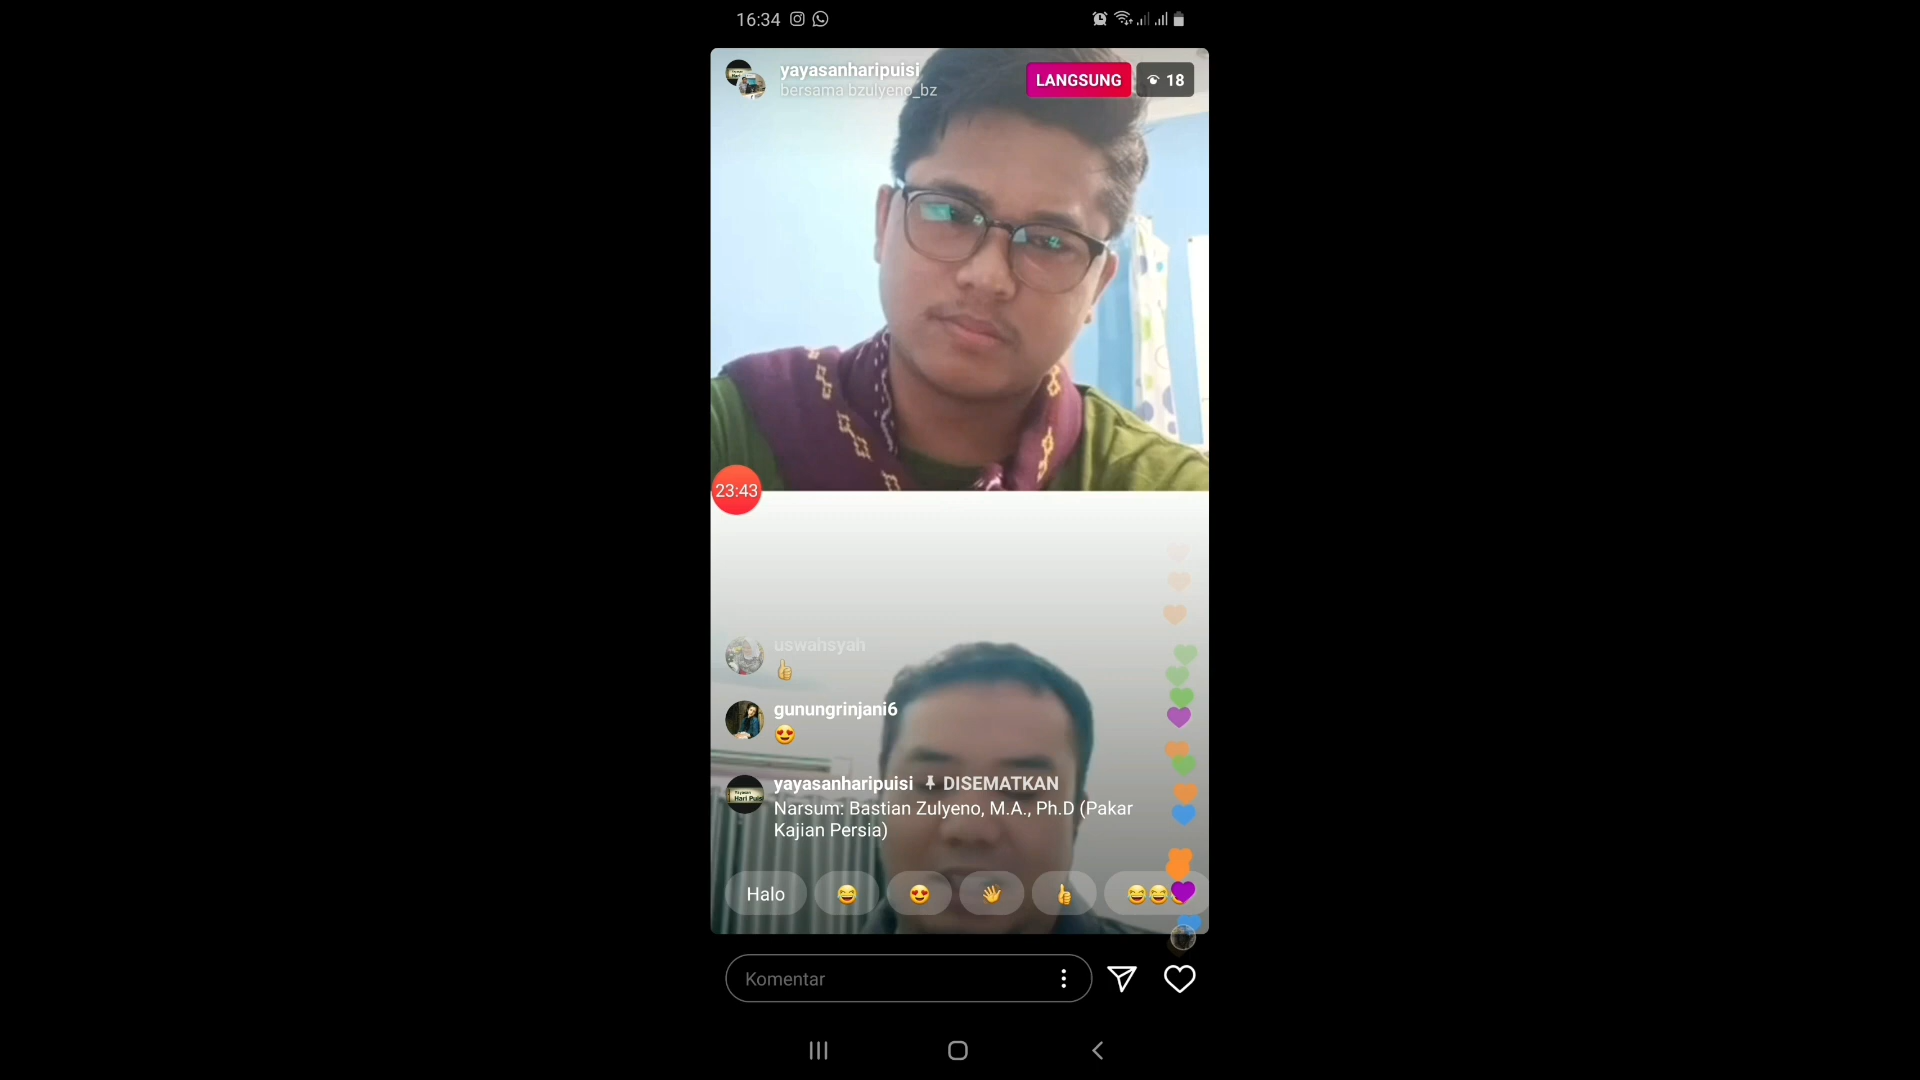 16:34
yayasanharipuisi
bersama bzulyeno_bz
LANGSUNG
18
23:43
uswahsyah
gunungrinjani6
yayasanharipuisi DISEMATKAN
Narsum: Bastian Zulyeno, M.A., Ph.D (Pakar
Kajian Persia)
Halo
Komentar